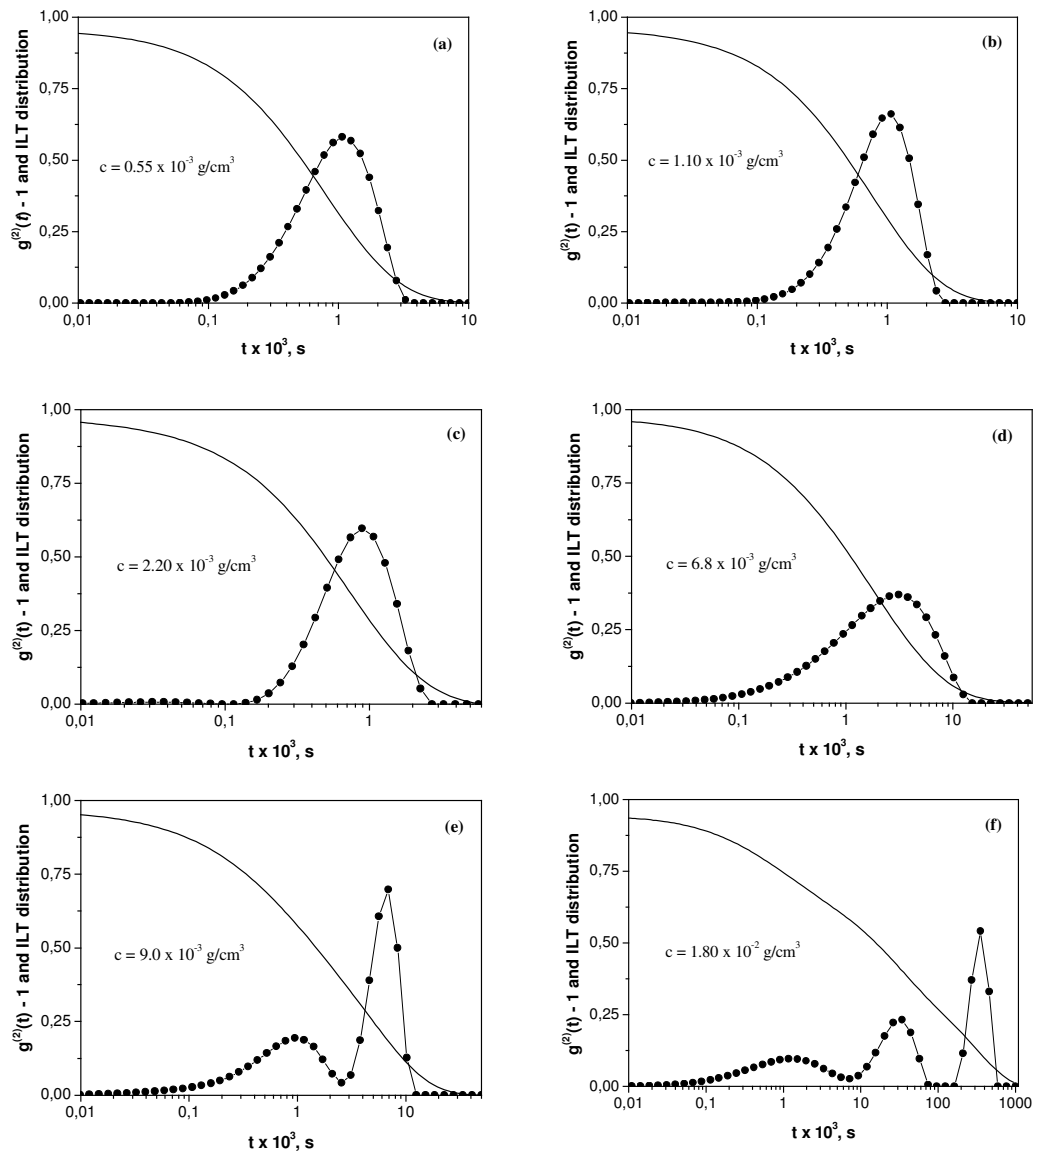 (a)
c = 0.55 x 10⁻³ g/cm³
g⁽²⁾(t) - 1 and ILT distribution
1,00
0,75
0,50
0,25
0,00
0,01 0,1 1 10
t x 10³, s
(b)
c = 1.10 x 10⁻³ g/cm³
g⁽²⁾(t) - 1 and ILT distribution
1,00
0,75
0,50
0,25
0,00
0,01 0,1 1 10
t x 10³, s
(c)
c = 2.20 x 10⁻³ g/cm³
g⁽²⁾(t) - 1 and ILT distribution
1,00
0,75
0,50
0,25
0,00
0,01 0,1 1
t x 10³, s
(d)
c = 6.8 x 10⁻³ g/cm³
g⁽²⁾(t) - 1 and ILT distribution
1,00
0,75
0,50
0,25
0,00
0,01 0,1 1 10
t x 10³, s
(e)
c = 9.0 x 10⁻³ g/cm³
g⁽²⁾(t) - 1 and ILT distribution
1,00
0,75
0,50
0,25
0,00
0,01 0,1 1 10
t x 10³, s
(f)
c = 1.80 x 10⁻² g/cm³
g⁽²⁾(t) - 1 and ILT distribution
1,00
0,75
0,50
0,25
0,00
0,01 0,1 1 10 100 1000
t x 10³, s